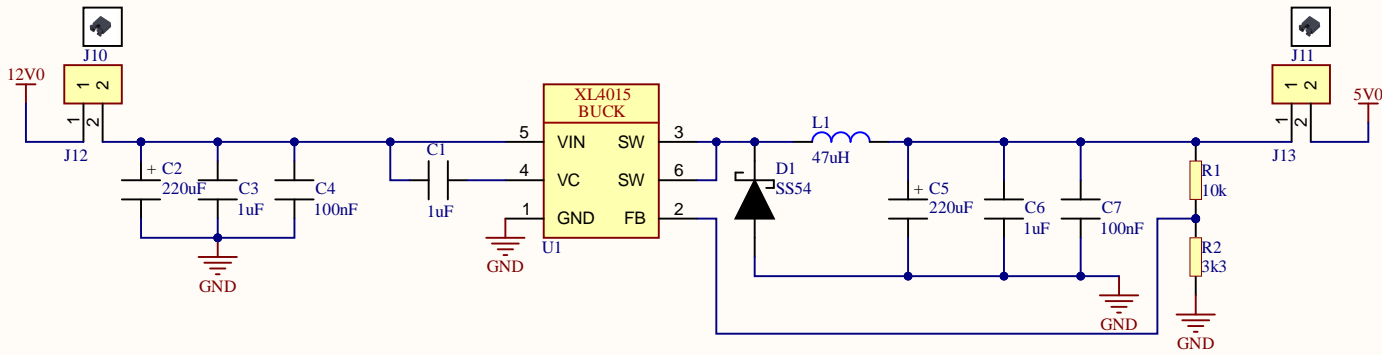 J10
J11
12V0
1 2
1 2
5V0
1
2
J12
1
2
J13
XL4015
BUCK
5 VIN SW 3
4 VC SW 6
1 GND FB 2
U1
GND
+ C2
220uF
C3
1uF
C4
100nF
GND
C1
1uF
L1
47uH
D1
SS54
+ C5
220uF
C6
1uF
C7
100nF
GND
R1
10k
R2
3k3
GND